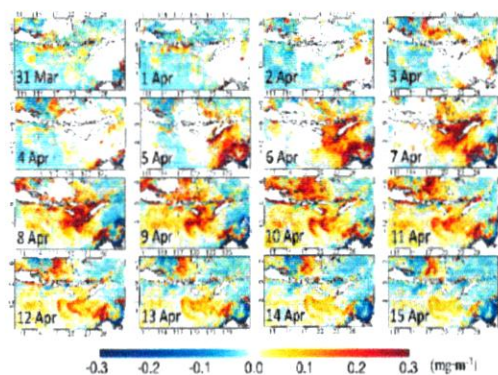 31 Mar
1 Apr
2 Apr
3 Apr
4 Apr
5 Apr
6 Apr
7 Apr
8 Apr
9 Apr
10 Apr
11 Apr
12 Apr
13 Apr
14 Apr
15 Apr
-0.3 -0.2 -0.1 0.0 0.1 0.2 0.3 (mg·m⁻¹)